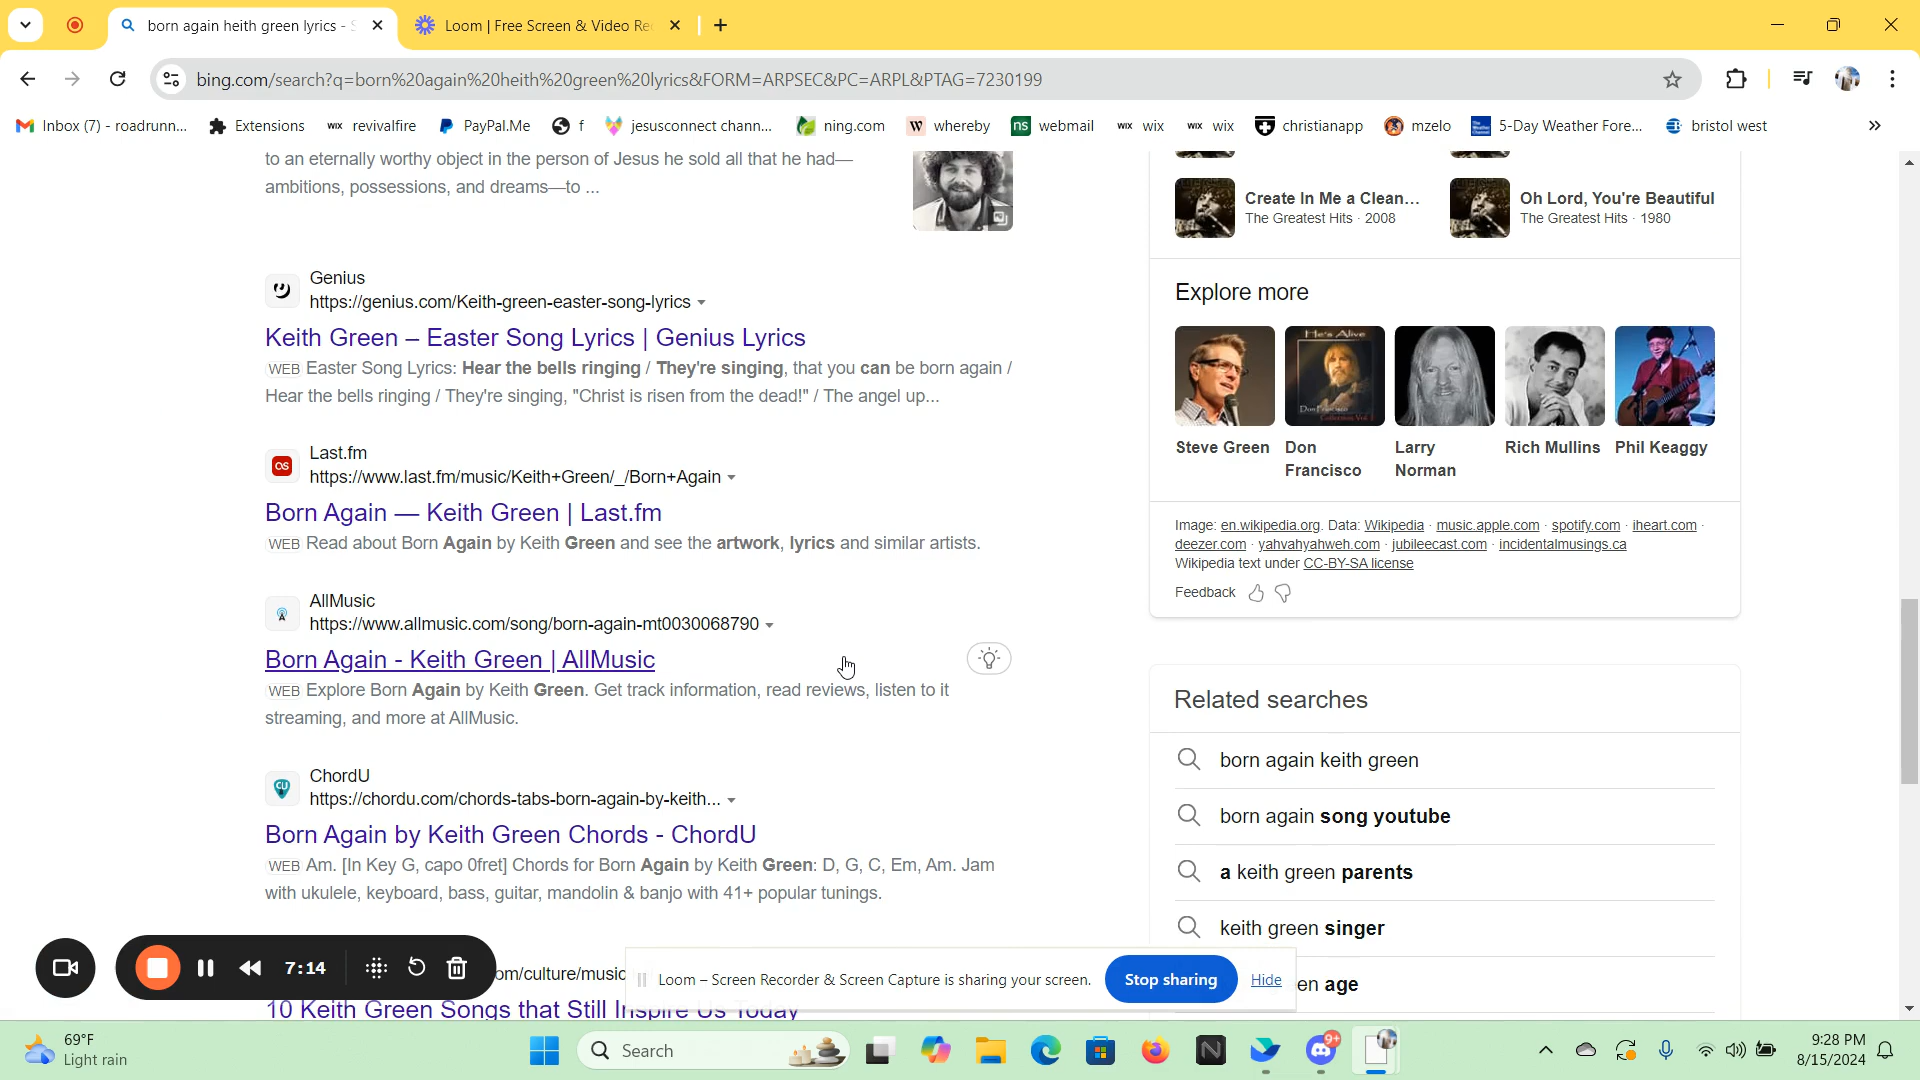 born again heith green lyrics - S
Loom | Free Screen & Video Re
bing.com/search?q=born%20again%20heith%20green%20lyrics&FORM=ARPSEC&PC=ARPL&PTAG=7230199
Inbox (7) - roadrunn...
Extensions
WIX revivalfire
PayPal.Me
f
jesusconnect chann...
ning.com
W whereby
ns webmail
WIX wix
WIX wix
christianapp
mzelo
5-Day Weather Fore...
bristol west
to an eternally worthy object in the person of Jesus he sold all that he had—
ambitions, possessions, and dreams—to ...
Genius
https://genius.com/Keith-green-easter-song-lyrics
Keith Green – Easter Song Lyrics | Genius Lyrics
WEB Easter Song Lyrics: Hear the bells ringing / They're singing, that you can be born again /
Hear the bells ringing / They're singing, "Christ is risen from the dead!" / The angel up...
Last.fm
https://www.last.fm/music/Keith+Green/_/Born+Again
Born Again — Keith Green | Last.fm
WEB Read about Born Again by Keith Green and see the artwork, lyrics and similar artists.
AllMusic
https://www.allmusic.com/song/born-again-mt0030068790
Born Again - Keith Green | AllMusic
WEB Explore Born Again by Keith Green. Get track information, read reviews, listen to it
streaming, and more at AllMusic.
ChordU
https://chordu.com/chords-tabs-born-again-by-keith...
Born Again by Keith Green Chords - ChordU
WEB Am. [In Key G, capo 0fret] Chords for Born Again by Keith Green: D, G, C, Em, Am. Jam
with ukulele, keyboard, bass, guitar, mandolin & banjo with 41+ popular tunings.
om/culture/music
10 Keith Green Songs that Still Inspire Us Today
Create In Me a Clean...
The Greatest Hits · 2008
Oh Lord, You're Beautiful
The Greatest Hits · 1980
Explore more
He's Alive
Don Francisco
Steve Green
Don
Francisco
Larry
Norman
Rich Mullins
Phil Keaggy
Image: en.wikipedia.org. Data: Wikipedia · music.apple.com · spotify.com · iheart.com ·
deezer.com · yahvahyahweh.com · jubileecast.com · incidentalmusings.ca
Wikipedia text under CC-BY-SA license
Feedback
Related searches
born again keith green
born again song youtube
a keith green parents
keith green singer
en age
7:14
Loom – Screen Recorder & Screen Capture is sharing your screen.
Stop sharing
Hide
69°F
Light rain
Search
9+
9:28 PM
8/15/2024